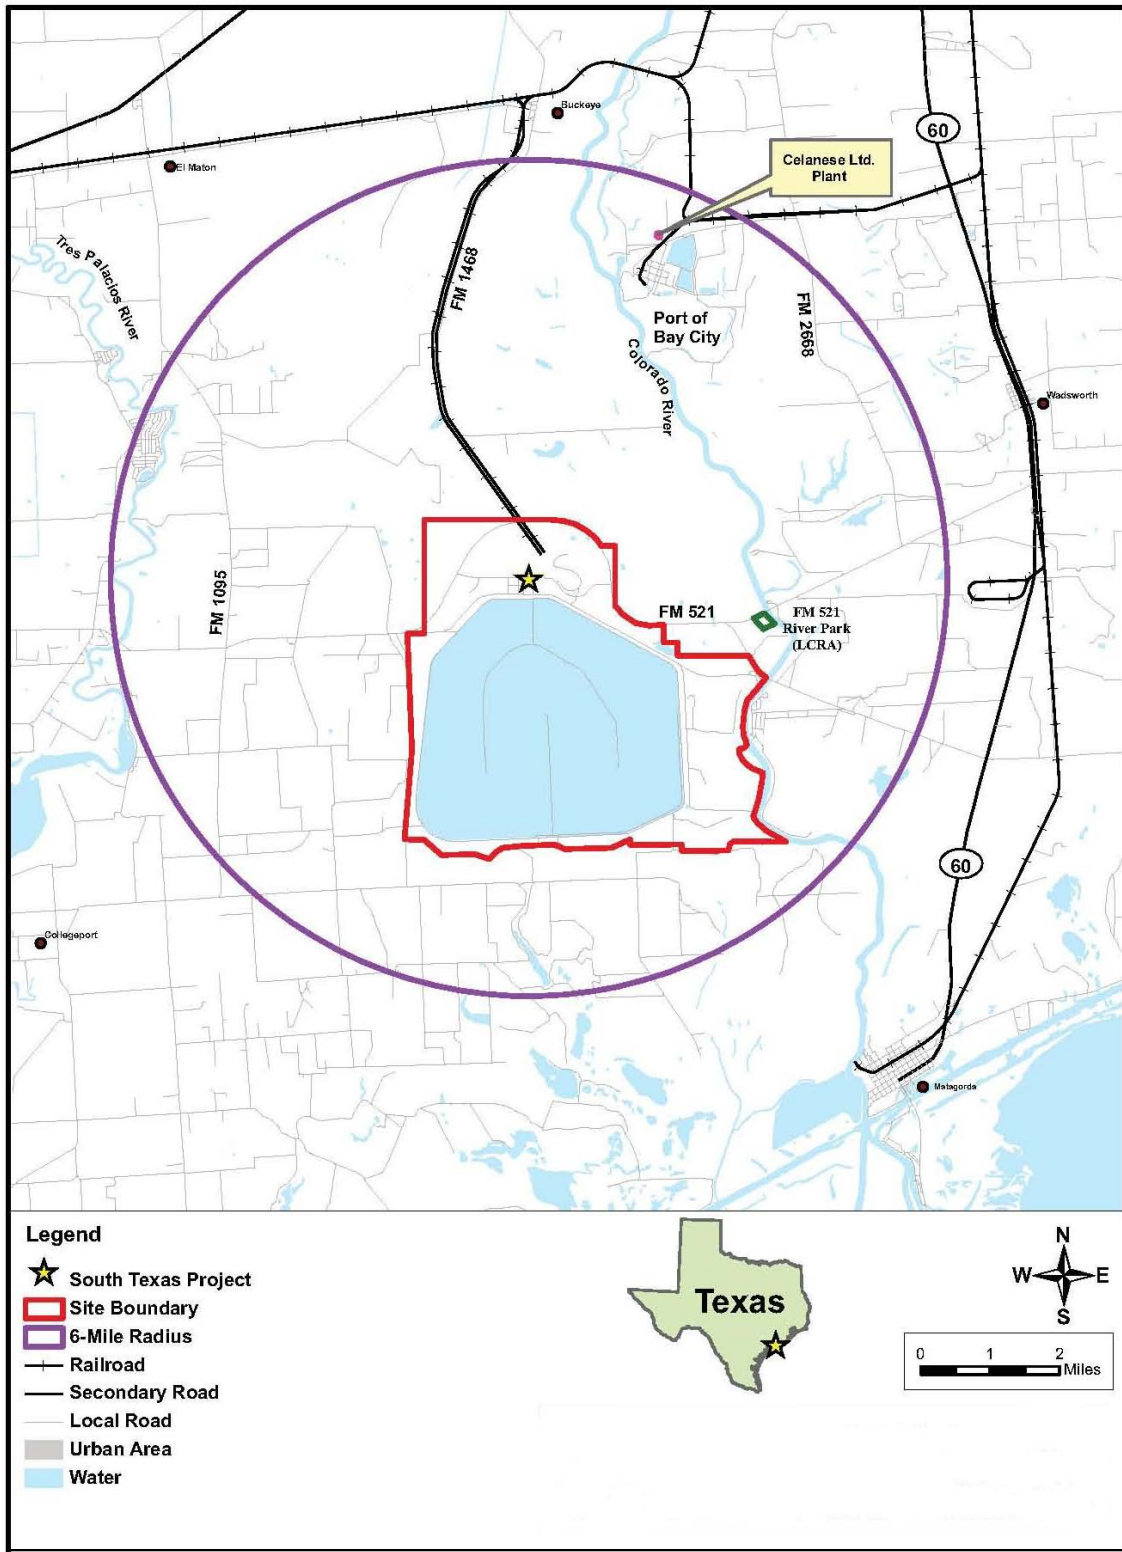 Buckeye
60
Celanese Ltd.
Plant
El Maton
Tres Palacios River
FM 1468
FM 2668
Port of
Bay City
Colorado River
Wadsworth
FM 1095
FM 521
FM 521
River Park
(LCRA)
60
Collegeport
Matagorda
Legend
South Texas Project
Site Boundary
6-Mile Radius
Railroad
Secondary Road
Local Road
Urban Area
Water
Texas
N
W E
S
0 1 2
Miles